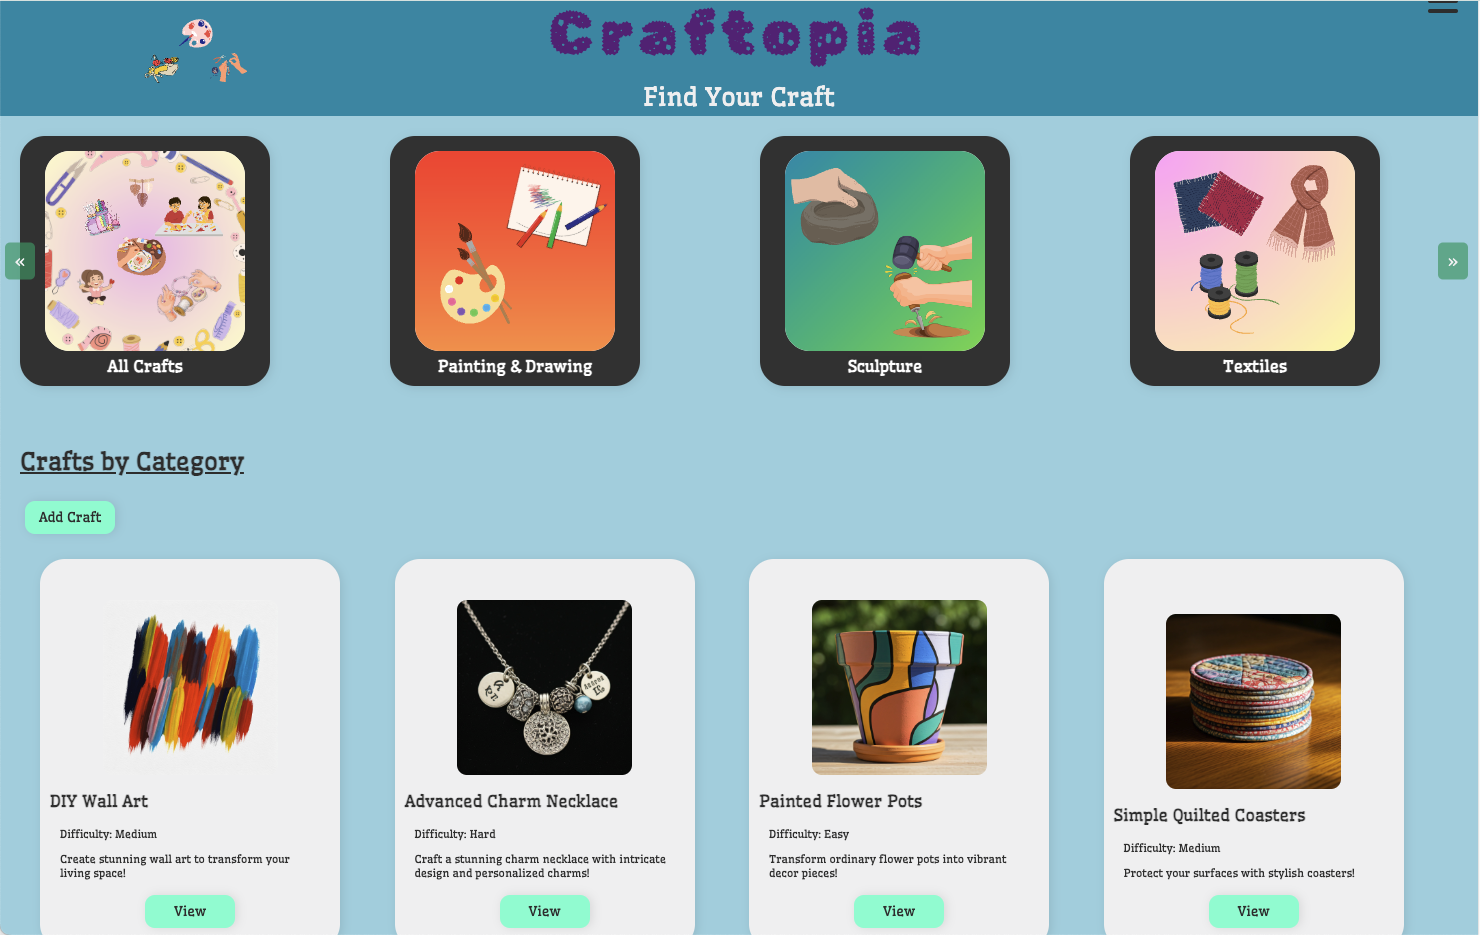 Craftopia
Find Your Craft
«
»
All Crafts
Painting & Drawing
Sculpture
Textiles
Crafts by Category
Add Craft
DIY Wall Art
Difficulty: Medium
Create stunning wall art to transform your
living space!
View
Advanced Charm Necklace
Difficulty: Hard
Craft a stunning charm necklace with intricate
design and personalized charms!
View
Painted Flower Pots
Difficulty: Easy
Transform ordinary flower pots into vibrant
decor pieces!
View
Simple Quilted Coasters
Difficulty: Medium
Protect your surfaces with stylish coasters!
View